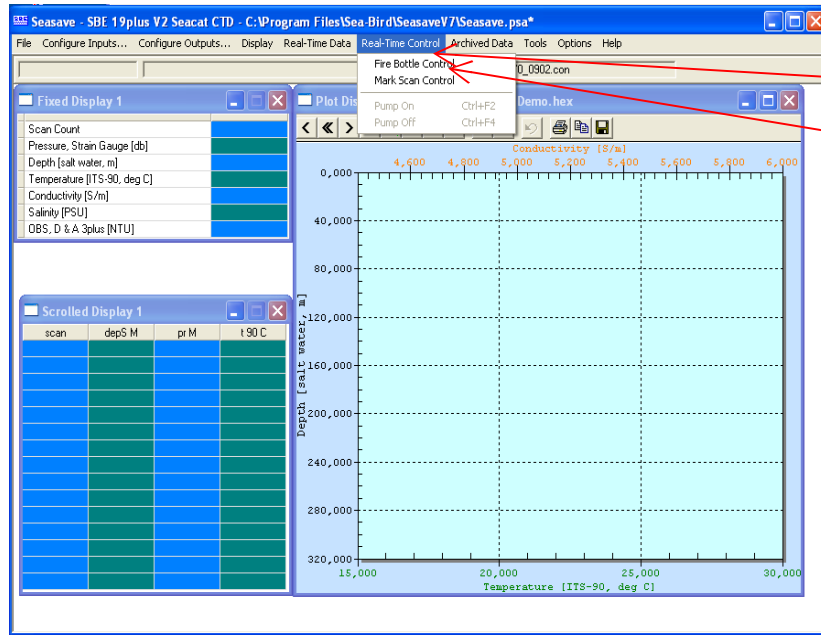 Seasave - SBE 19plus V2 Seacat CTD - C:\Program Files\Sea-Bird\SeasaveV7\Seasave.psa*
File Configure Inputs... Configure Outputs... Display Real-Time Data Real-Time Control Archived Data Tools Options Help
Fire Bottle Control
Mark Scan Control
Pump On Ctrl+F2
Pump Off Ctrl+F4
_0902.con
Fixed Display 1
Scan Count
Pressure, Strain Gauge [db]
Depth [salt water, m]
Temperature [ITS-90, deg C]
Conductivity [S/m]
Salinity [PSU]
OBS, D & A 3plus [NTU]
Scrolled Display 1
scan depS M pr M t 90 C
Plot Dis
Demo.hex
Conductivity [S/m]
4,600 4,800 5,000 5,200 5,400 5,600 5,800 6,000
0,000
40,000
80,000
120,000
160,000
200,000
240,000
280,000
320,000
Depth [salt water, m]
15,000 20,000 25,000 30,000
Temperature [ITS-90, deg C]